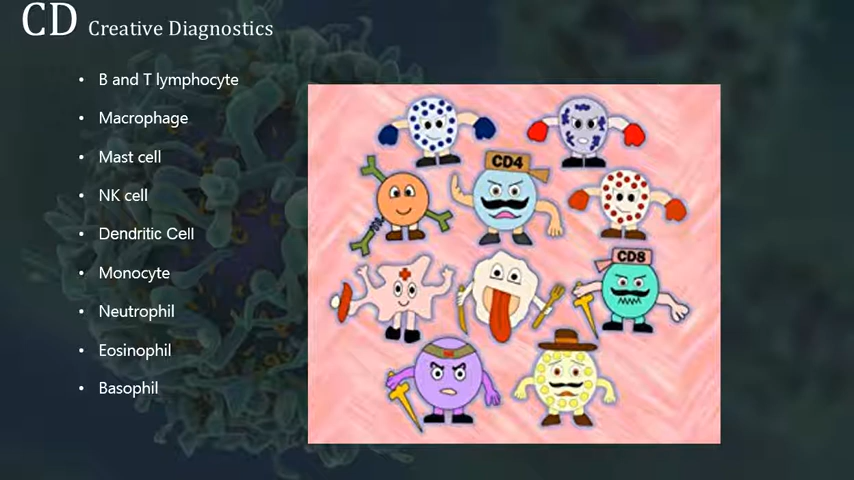 CD Creative Diagnostics
• B and T lymphocyte
• Macrophage
• Mast cell
• NK cell
• Dendritic Cell
• Monocyte
• Neutrophil
• Eosinophil
• Basophil
CD4
CD8